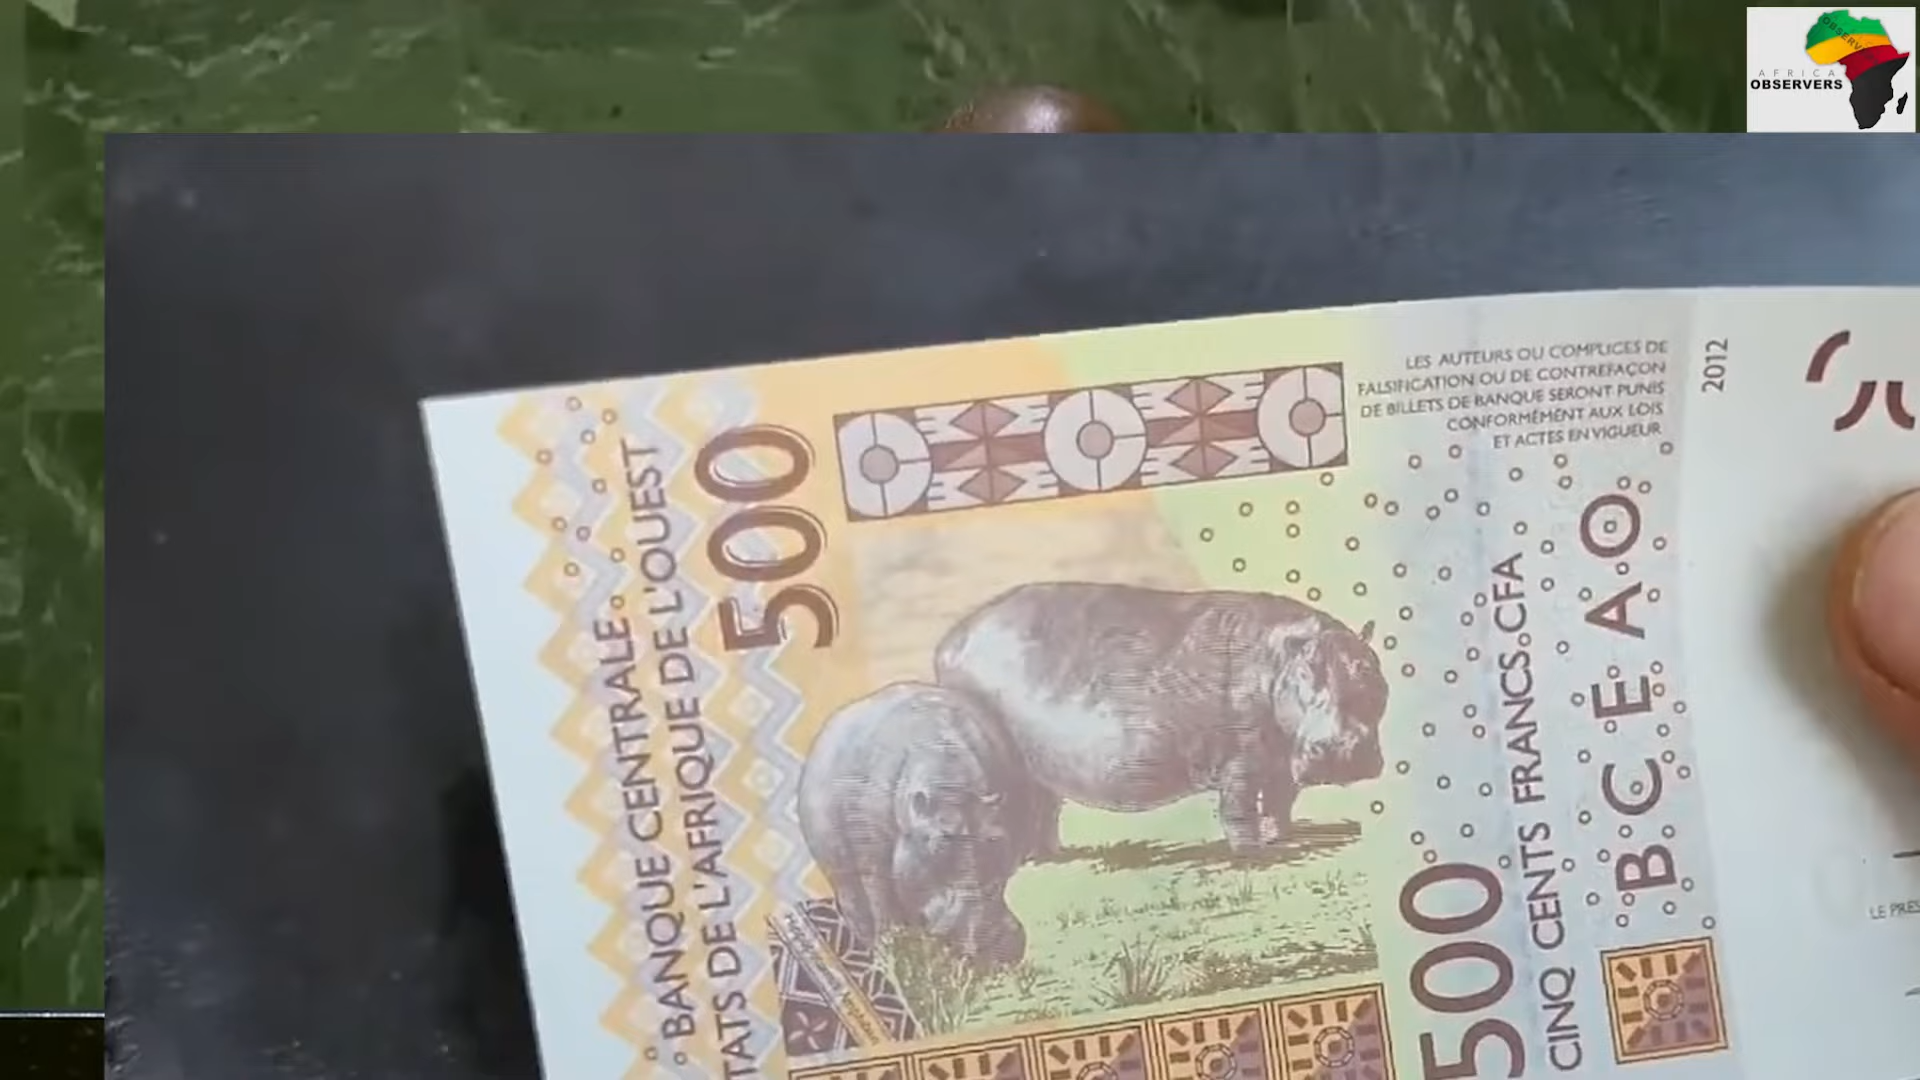 AFRICA
OBSERVERS
LES AUTEURS OU COMPLICES DE
FALSIFICATION OU DE CONTREFAÇON
DE BILLETS DE BANQUE SERONT PUNIS
CONFORMÉMENT AUX LOIS
ET ACTES EN VIGUEUR
2012
BANQUE CENTRALE
TATS DE L'AFRIQUE DE L'OUEST
500
500
CINQ CENTS FRANCS.CFA
BCEAO
LE PRES